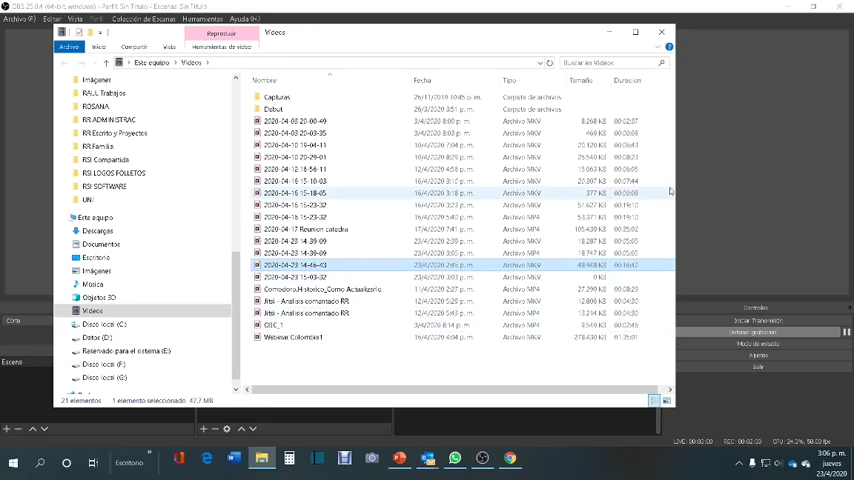 OBS 25.0.4 (64-bit, windows) - Perfil: Sin Título - Escenas: Sin Título
Archivo (F) Editar Vista Perfil Colección de Escenas Herramientas Ayuda (H)
Reproducir Videos
Archivo Inicio Compartir Vista Herramientas de video
Este equipo > Videos > Buscar en Videos
Nombre Fecha Tipo Tamaño Duración
Imágenes
RAUL Trabajos
ROSANA
RR ADMINISTRAC
RR Escrito y Proyectos
RR Familia
RSI Compartida
RSI LOGOS FOLLETOS
RSI SOFTWARE
UNI
Este equipo
Descargas
Documentos
Escritorio
Imágenes
Música
Objetos 3D
Videos
Disco local (C:)
Datos (D:)
Reservado para el sistema (E:)
Disco local (F:)
Disco local (G:)
Capturas 26/11/2019 10:45 p. m. Carpeta de archivos
Debut 26/3/2020 3:51 p. m. Carpeta de archivos
2020-04-03 20-00-49 3/4/2020 8:00 p. m. Archivo MKV 8.268 KB 00:02:37
2020-04-03 20-03-35 3/4/2020 8:03 p. m. Archivo MKV 469 KB 00:00:09
2020-04-10 19-04-11 10/4/2020 7:04 p. m. Archivo MKV 20.120 KB 00:06:43
2020-04-10 20-29-01 10/4/2020 8:29 p. m. Archivo MKV 26.540 KB 00:08:23
2020-04-12 16-56-11 12/4/2020 4:56 p. m. Archivo MKV 15.063 KB 00:06:05
2020-04-16 15-10-03 16/4/2020 3:10 p. m. Archivo MKV 20.307 KB 00:07:44
2020-04-16 15-18-05 16/4/2020 3:18 p. m. Archivo MKV 377 KB 00:00:09
2020-04-16 15-23-32 16/4/2020 3:23 p. m. Archivo MKV 51.627 KB 00:19:10
2020-04-16 15-23-32 16/4/2020 5:40 p. m. Archivo MP4 53.371 KB 00:19:10
2020-04-17 Reunion catedra 17/4/2020 7:41 p. m. Archivo MP4 105.439 KB 00:35:02
2020-04-23 14-39-09 23/4/2020 2:39 p. m. Archivo MKV 18.287 KB 00:05:05
2020-04-23 14-39-09 23/4/2020 3:05 p. m. Archivo MP4 18.747 KB 00:05:05
2020-04-23 14-46-43 23/4/2020 2:46 p. m. Archivo MKV 48.948 KB 00:16:42
2020-04-23 15-03-32 23/4/2020 3:03 p. m. Archivo MKV 0 KB
Comodoro.Historico_Como Actualizarlo 11/4/2020 2:27 p. m. Archivo MP4 27.299 KB 00:08:23
Jitsi - Analisis comentado RR 12/4/2020 5:29 p. m. Archivo MKV 12.806 KB 00:04:30
Jitsi - Analisis comentado RR 12/4/2020 5:43 p. m. Archivo MP4 13.214 KB 00:04:30
OBC_1 3/4/2020 8:14 p. m. Archivo MP4 9.549 KB 00:02:45
Webinar Colombia1 16/4/2020 4:04 p. m. Archivo MP4 278.430 KB 01:35:01
21 elementos 1 elemento seleccionado 47,7 MB
Corte
Escena
Controles
Iniciar Transmisión
Detener grabación
Modo de estudio
Ajustes
Salir
LIVE: 00:00:00 REC: 00:02:00 CPU: 24.3%, 30.00 fps
Escritorio
3:06 p. m.
jueves
23/4/2020